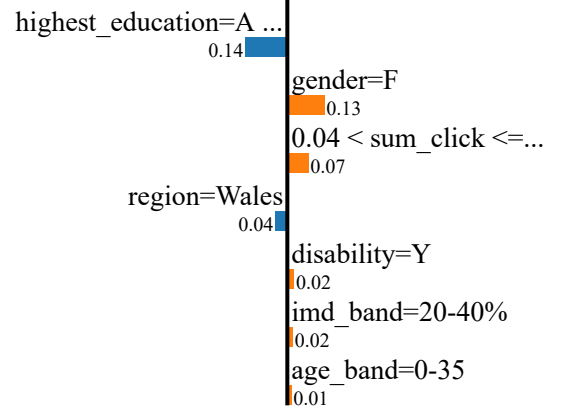 highest_education=A ...
0.14
gender=F
0.13
0.04 < sum_click <=...
0.07
region=Wales
0.04
disability=Y
0.02
imd_band=20-40%
0.02
age_band=0-35
0.01